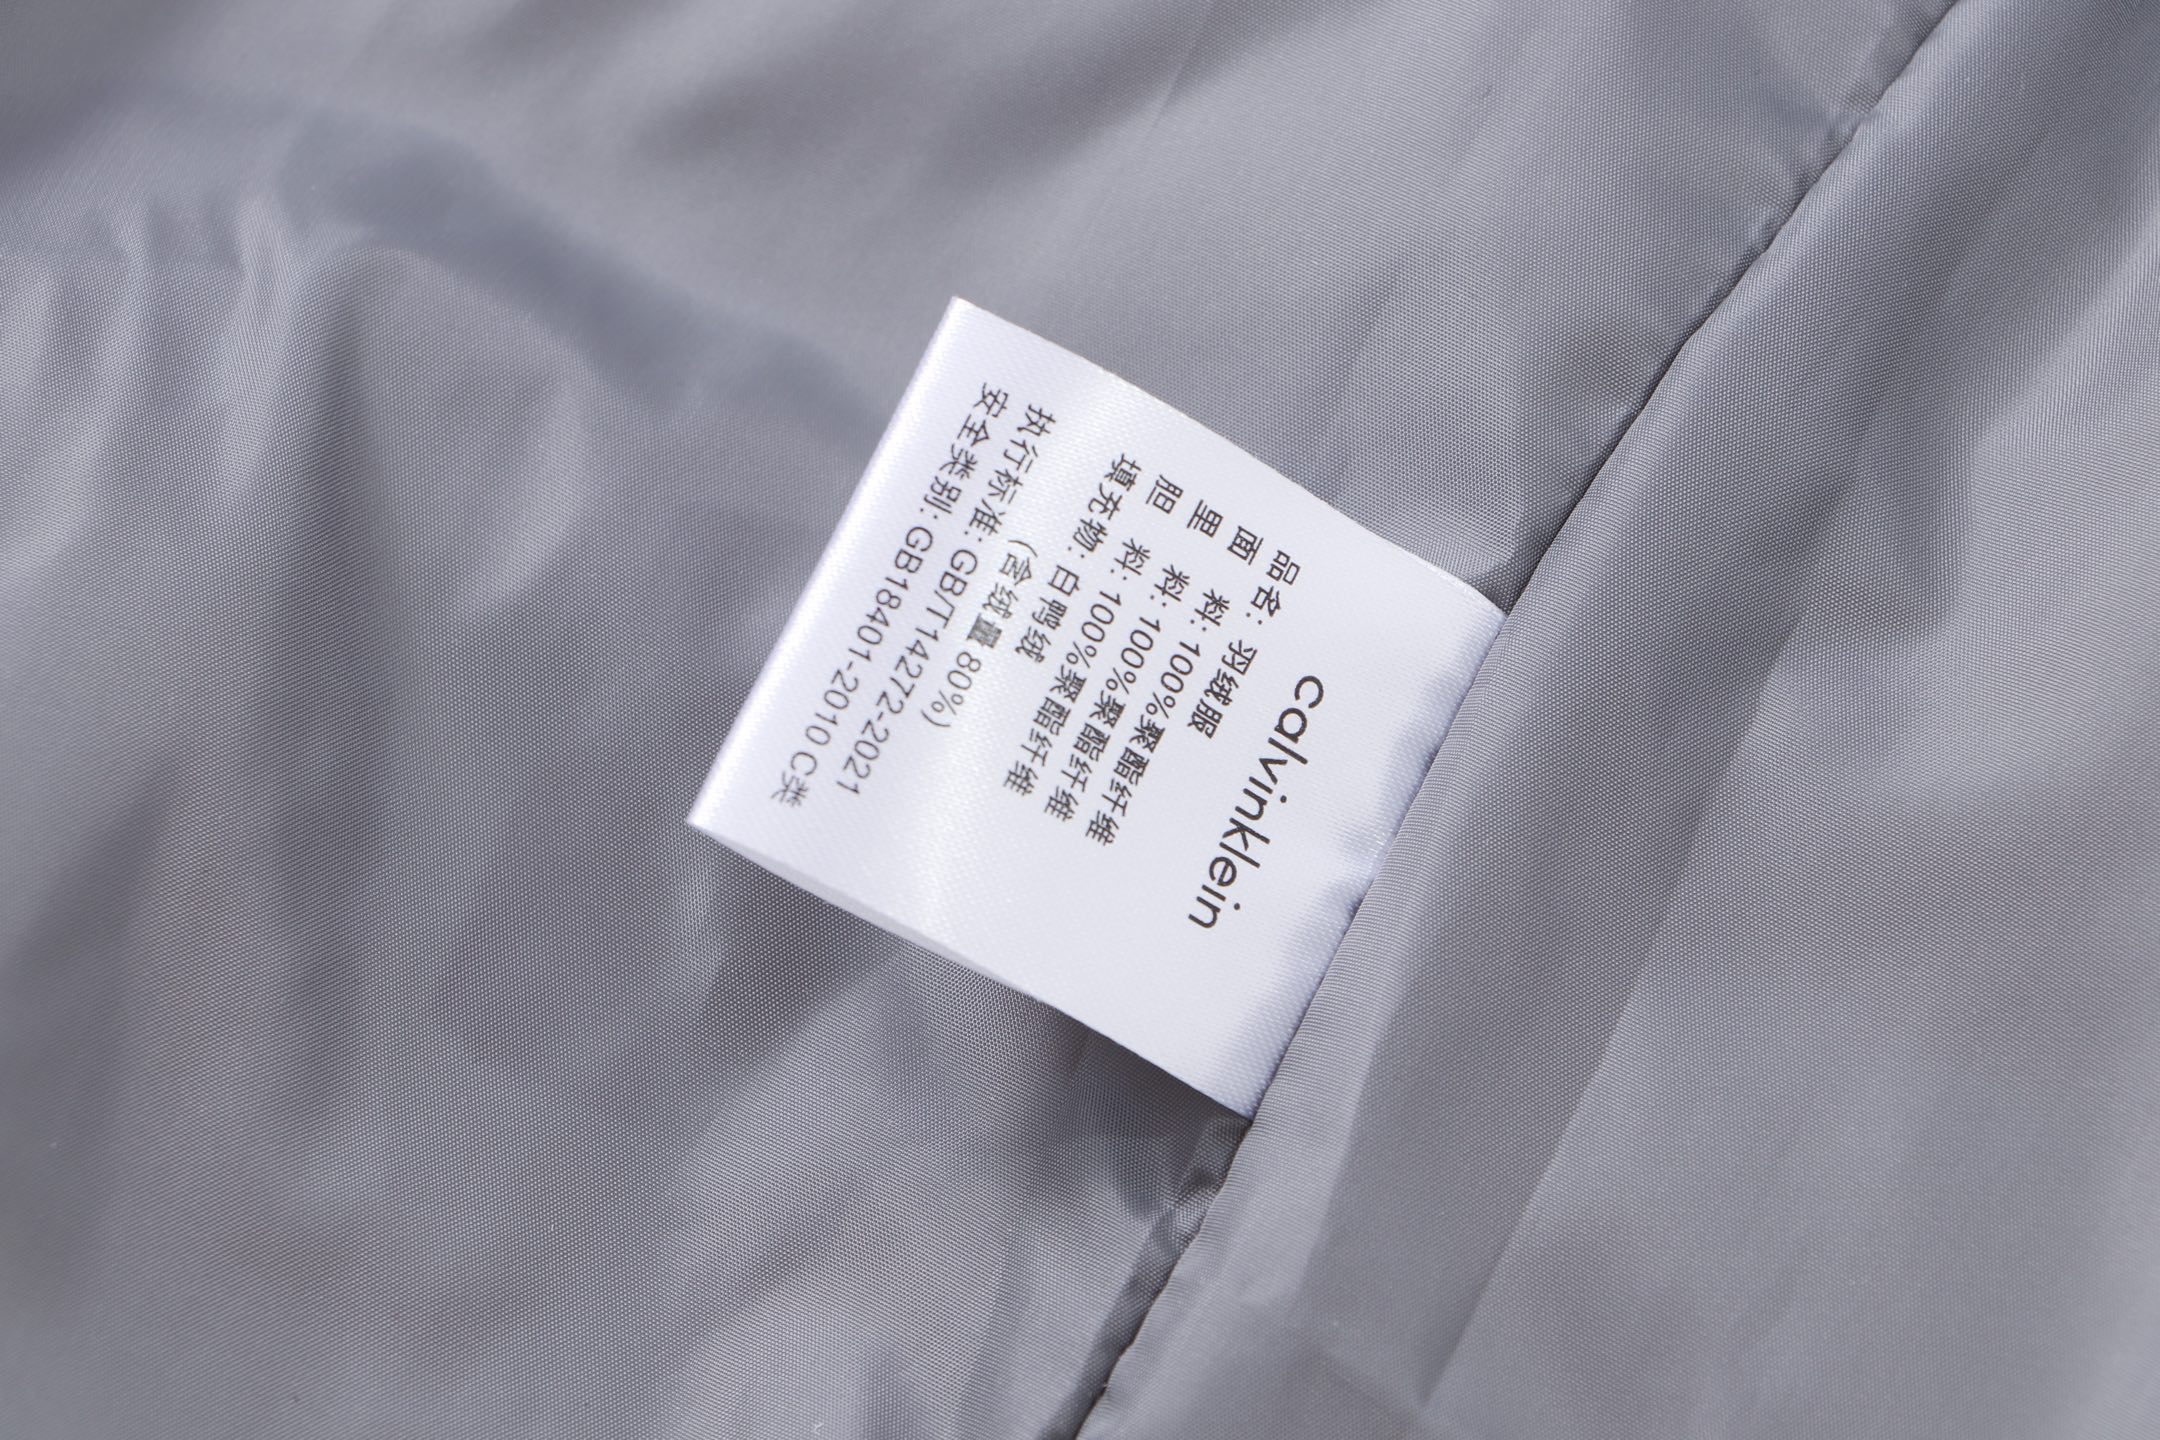 calvinklein
品名: 羽绒服
面 料: 100%聚酯纤维
里 料: 100%聚酯纤维
胆 料: 100%聚酯纤维
填充物: 白鸭绒
(含绒量 80%)
执行标准: GB/T14272-2021
安全类别: GB18401-2010 C类